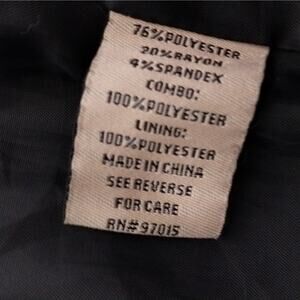 76%POLYESTER
20%RAYON
4%SPANDEX
COMBO:
100%POLYESTER
LINING:
100%POLYESTER
MADE IN CHINA
SEE REVERSE
FOR CARE
RN#97015